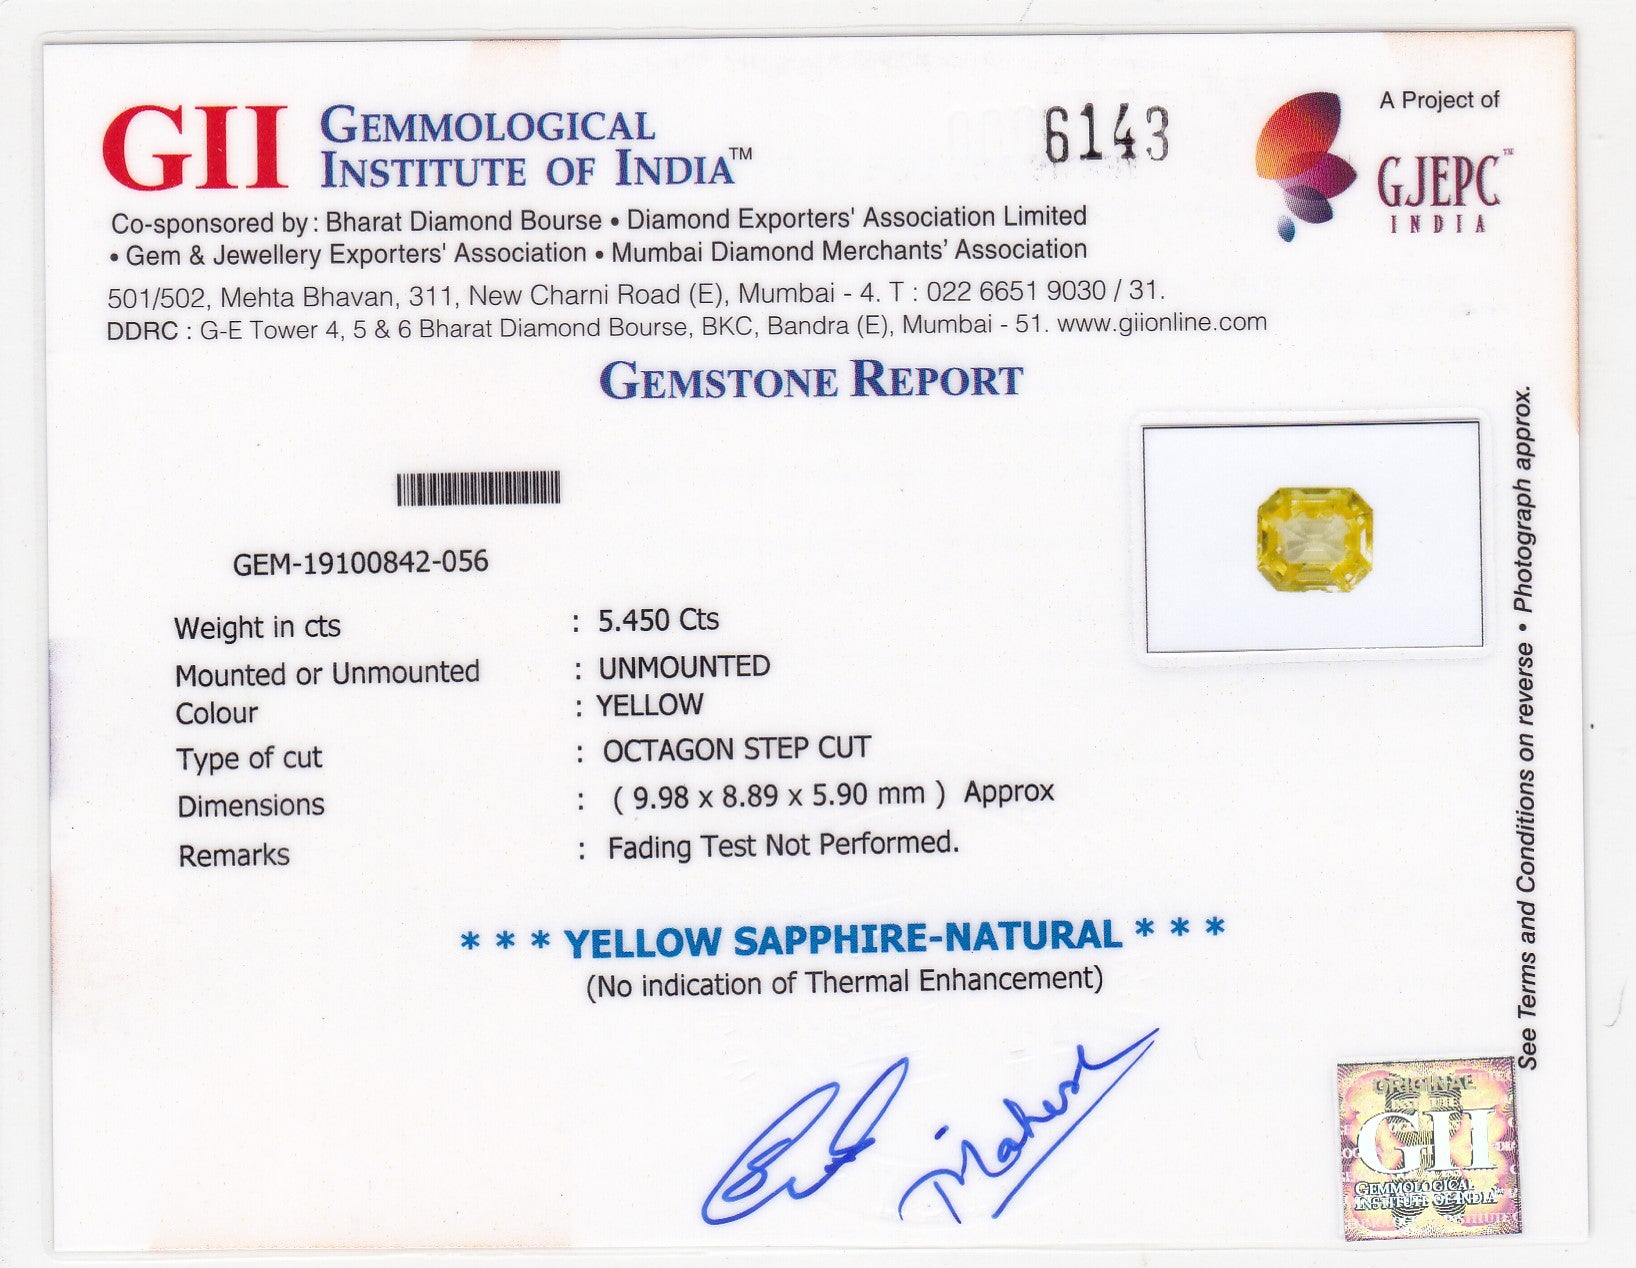 GII GEMMOLOGICAL INSTITUTE OF INDIA™
6143
A Project of
GJEPC™
INDIA
Co-sponsored by : Bharat Diamond Bourse • Diamond Exporters' Association Limited
• Gem & Jewellery Exporters' Association • Mumbai Diamond Merchants' Association
501/502, Mehta Bhavan, 311, New Charni Road (E), Mumbai - 4. T : 022 6651 9030 / 31.
DDRC : G-E Tower 4, 5 & 6 Bharat Diamond Bourse, BKC, Bandra (E), Mumbai - 51. www.giionline.com
GEMSTONE REPORT
GEM-19100842-056
Weight in cts : 5.450 Cts
Mounted or Unmounted : UNMOUNTED
Colour : YELLOW
Type of cut : OCTAGON STEP CUT
Dimensions : ( 9.98 x 8.89 x 5.90 mm ) Approx
Remarks : Fading Test Not Performed.
* * * YELLOW SAPPHIRE-NATURAL * * *
(No indication of Thermal Enhancement)
See Terms and Conditions on reverse • Photograph approx.
ORIGINAL
GII
GEMMOLOGICAL
INSTITUTE OF INDIA